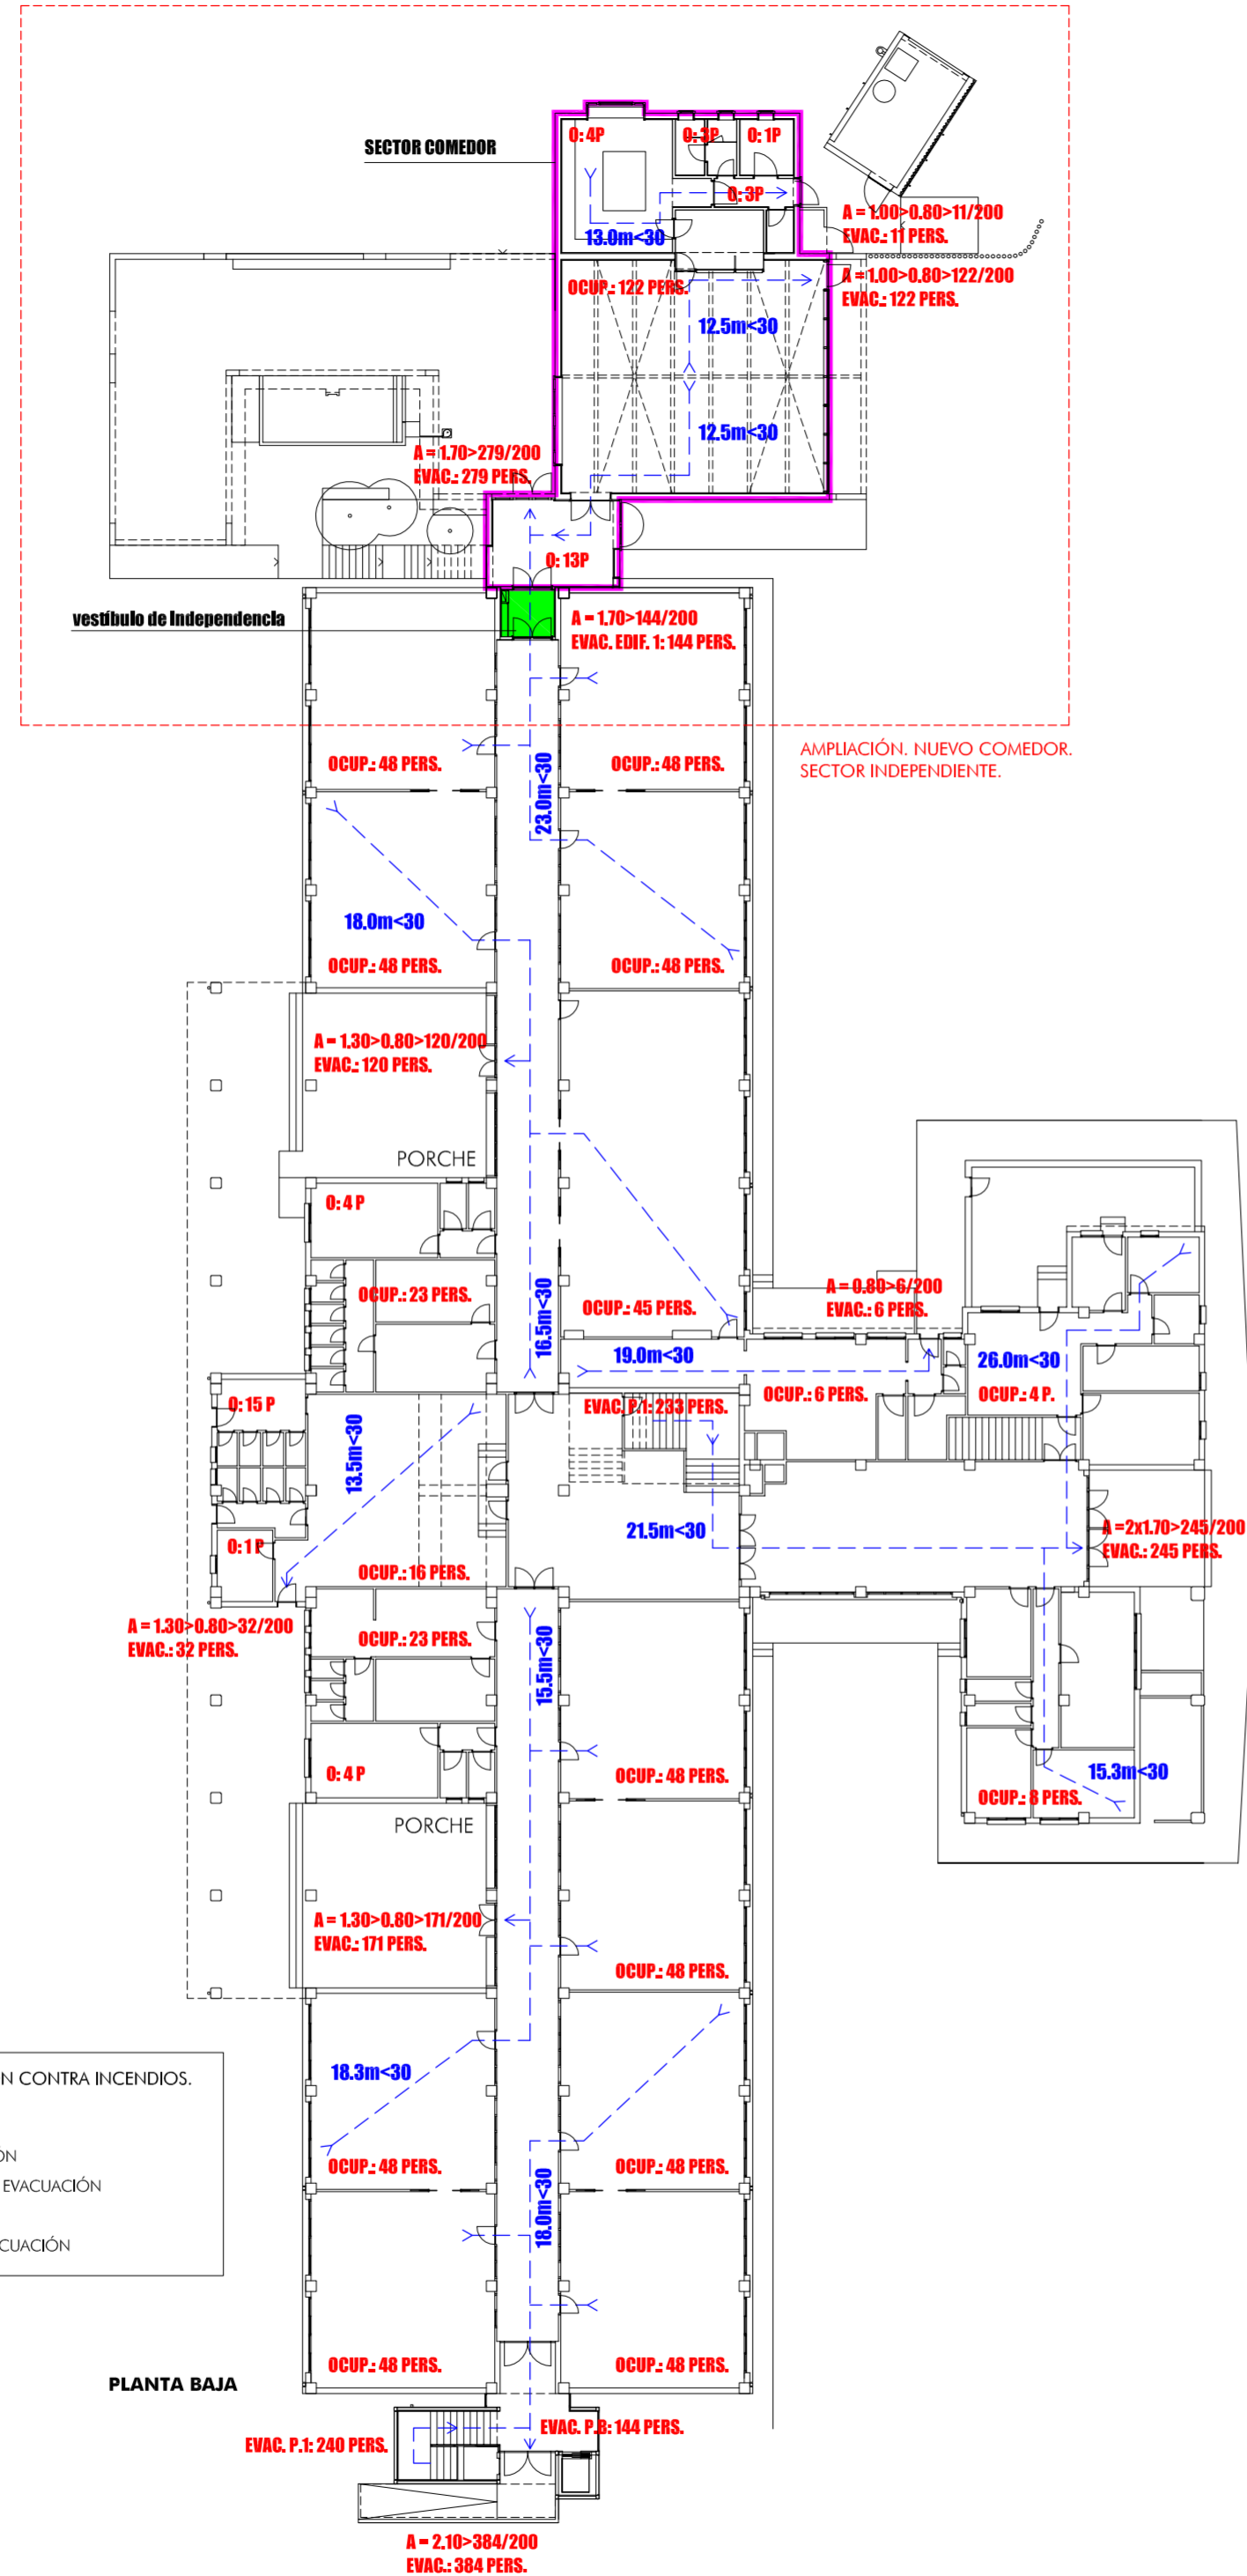 SECTOR COMEDOR
O: 4P
O: 3P
O: 1P
O: 3P
13.0m<30
A = 1.00>0.80>11/200
EVAC.: 11 PERS.
A = 1.00>0.80>122/200
EVAC.: 122 PERS.
OCUP.: 122 PERS.
12.5m<30
12.5m<30
A = 1.70>279/200
EVAC.: 279 PERS.
O: 13P
vestíbulo de Independencia
A = 1.70>144/200
EVAC. EDIF. 1: 144 PERS.
AMPLIACIÓN. NUEVO COMEDOR.
SECTOR INDEPENDIENTE.
OCUP.: 48 PERS.
23.0m<30
OCUP.: 48 PERS.
18.0m<30
OCUP.: 48 PERS.
OCUP.: 48 PERS.
A = 1.30>0.80>120/200
EVAC.: 120 PERS.
PORCHE
O: 4 P
OCUP.: 23 PERS.
16.5m<30
OCUP.: 45 PERS.
A = 0.80>6/200
EVAC.: 6 PERS.
19.0m<30
26.0m<30
OCUP.: 6 PERS.
OCUP.: 4 P.
O: 15 P
EVAC. P.1: 233 PERS.
13.5m<30
21.5m<30
A =2x1.70>245/200
EVAC.: 245 PERS.
O: 1 P
OCUP.: 16 PERS.
A = 1.30>0.80>32/200
EVAC.: 32 PERS.
OCUP.: 23 PERS.
15.5m<30
O: 4 P
OCUP.: 48 PERS.
15.3m<30
OCUP.: 8 PERS.
PORCHE
A = 1.30>0.80>171/200
EVAC.: 171 PERS.
OCUP.: 48 PERS.
18.3m<30
N CONTRA INCENDIOS.
ÓN
EVACUACIÓN
CUACIÓN
OCUP.: 48 PERS.
OCUP.: 48 PERS.
18.0m<30
OCUP.: 48 PERS.
OCUP.: 48 PERS.
PLANTA BAJA
EVAC. P.B: 144 PERS.
EVAC. P.1: 240 PERS.
A = 2.10>384/200
EVAC.: 384 PERS.